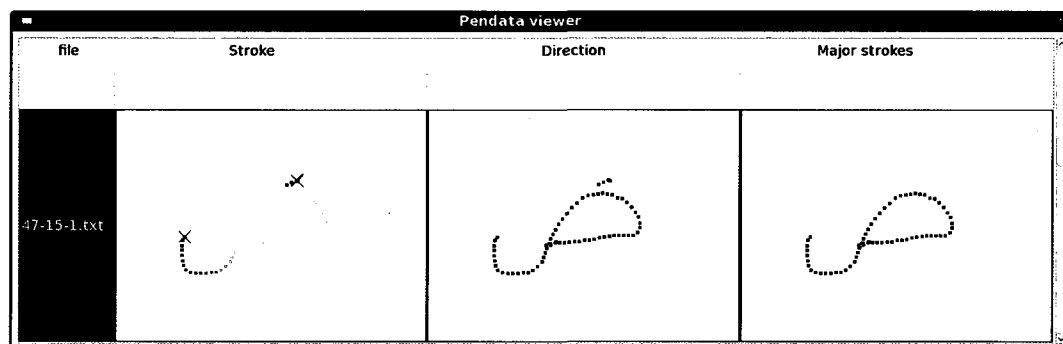 Pendata viewer
file Stroke Direction Major strokes
47-15-1.txt
ض
ص